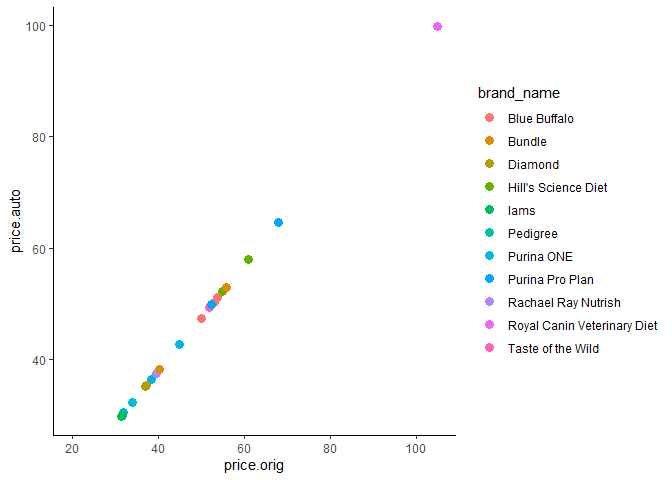 100
80
60
40
price.auto
20
40
60
80
100
price.orig
brand_name
Blue Buffalo
Bundle
Diamond
Hill's Science Diet
Iams
Pedigree
Purina ONE
Purina Pro Plan
Rachael Ray Nutrish
Royal Canin Veterinary Diet
Taste of the Wild